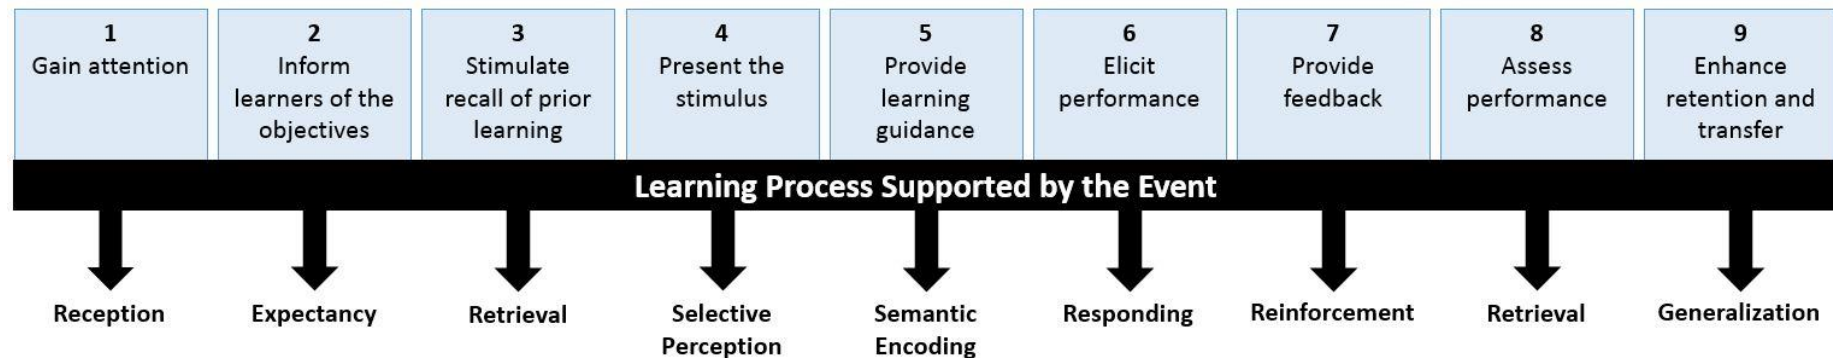 1
Gain attention
2
Inform
learners of the
objectives
3
Stimulate
recall of prior
learning
4
Present the
stimulus
5
Provide
learning
guidance
6
Elicit
performance
7
Provide
feedback
8
Assess
performance
9
Enhance
retention and
transfer
Learning Process Supported by the Event
Reception
Expectancy
Retrieval
Selective
Perception
Semantic
Encoding
Responding
Reinforcement
Retrieval
Generalization